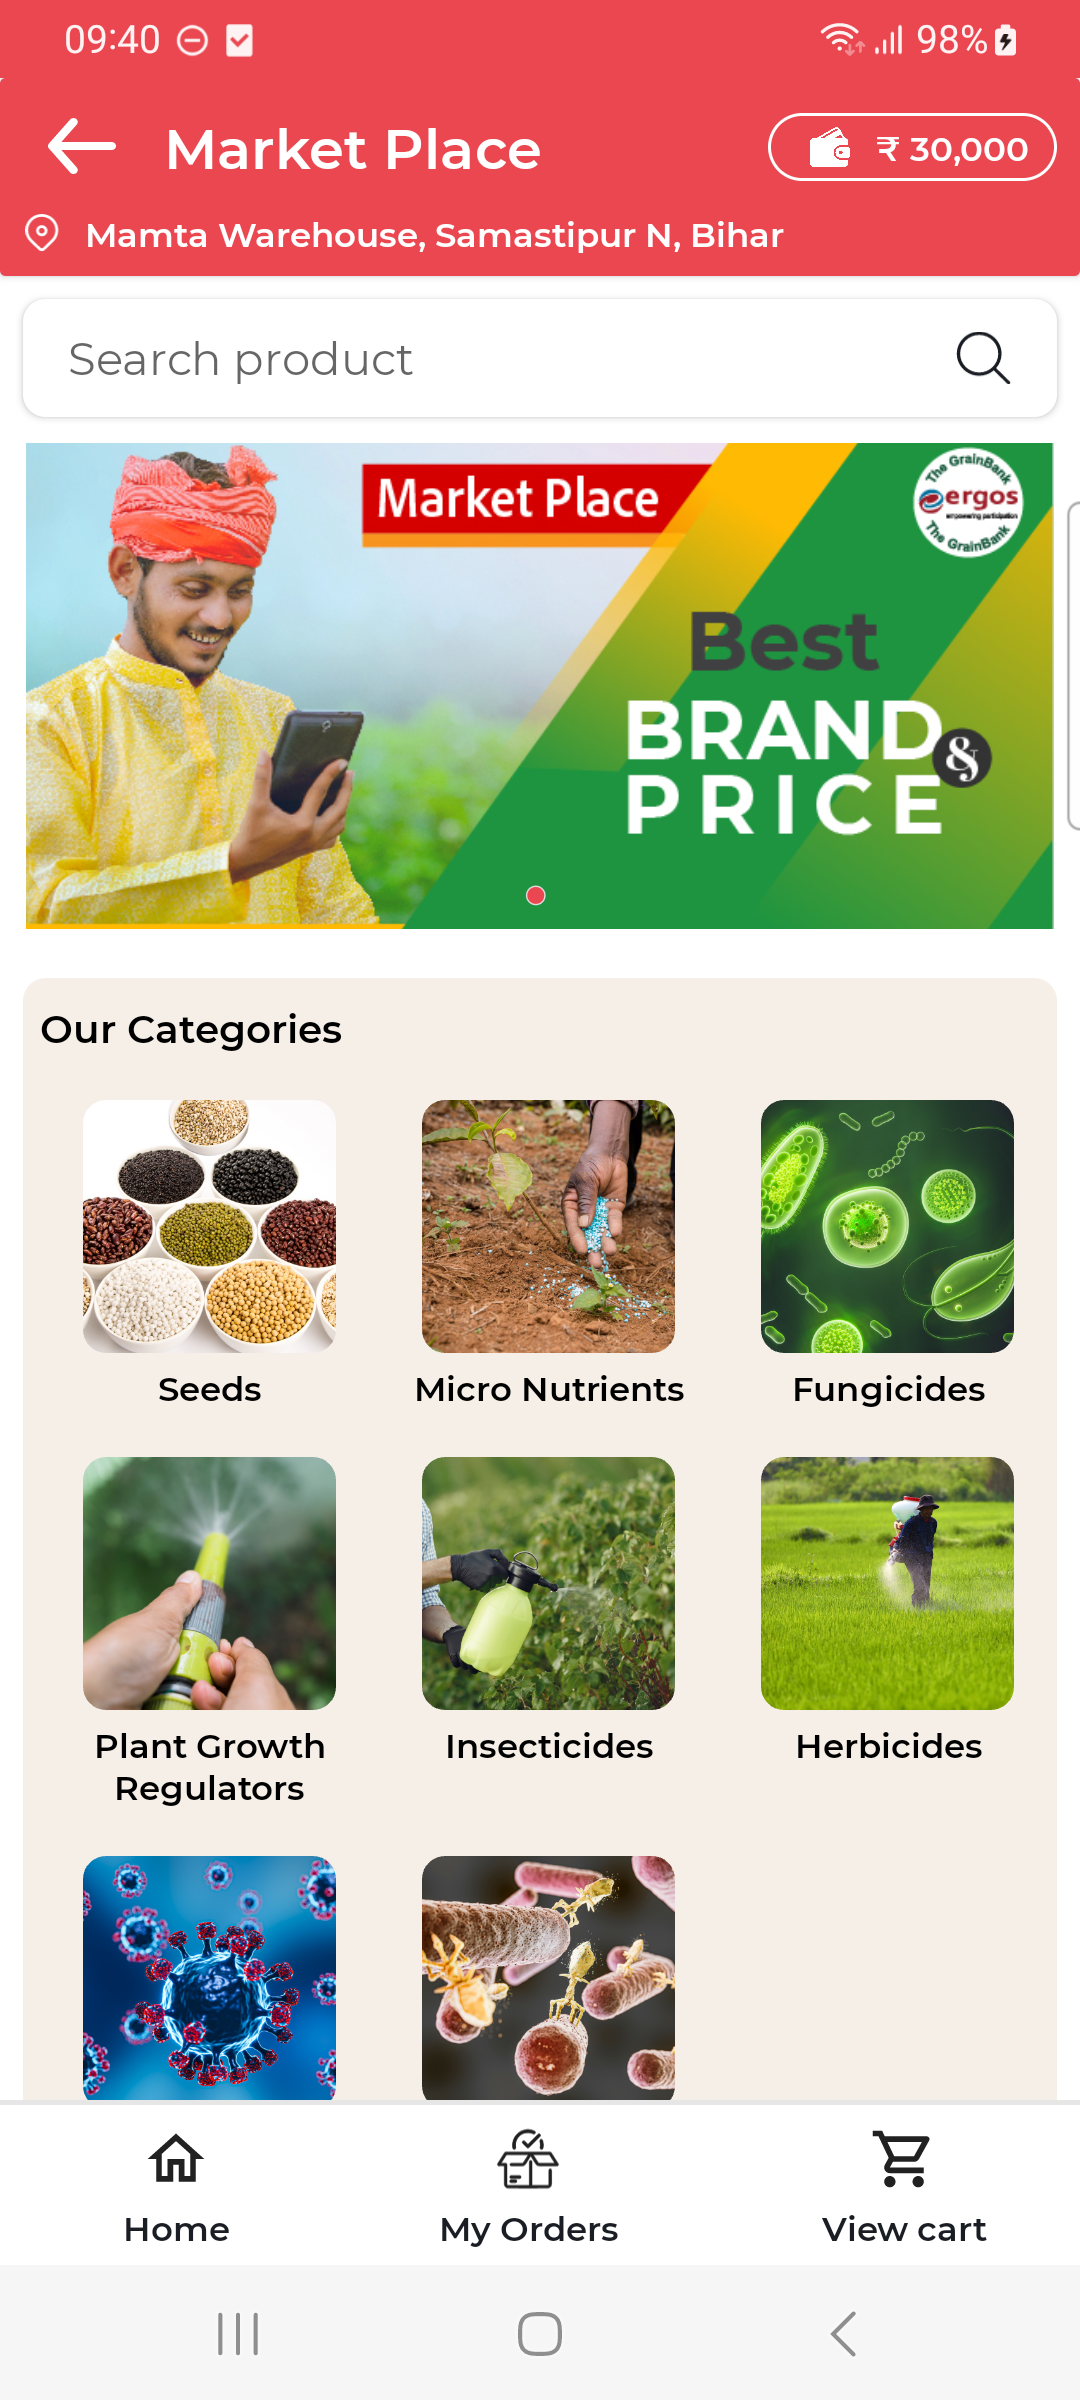 09:40
98%
Market Place
₹ 30,000
Mamta Warehouse, Samastipur N, Bihar
Search product
Market Place
The GrainBank
ergos
empowering participation
The GrainBank
Best
BRAND
&
PRICE
Our Categories
Seeds
Micro Nutrients
Fungicides
Plant Growth
Regulators
Insecticides
Herbicides
Home
My Orders
View cart